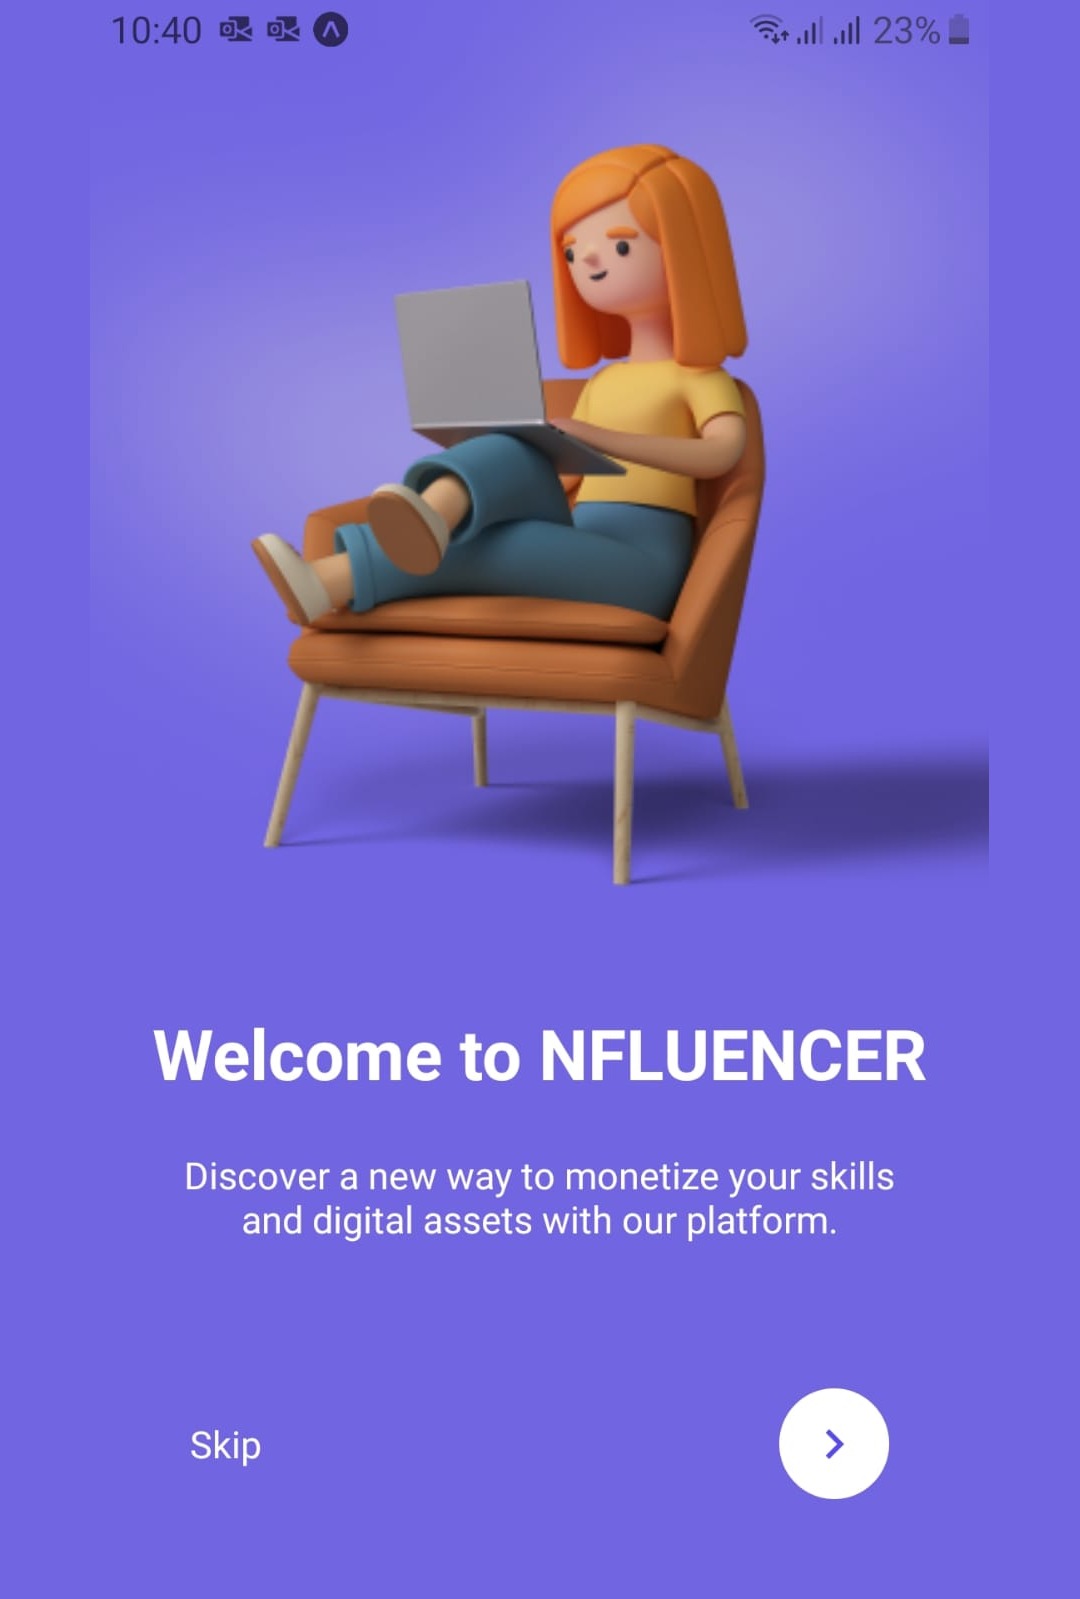 10:40 23%
Welcome to NFLUENCER
Discover a new way to monetize your skills
and digital assets with our platform.
Skip